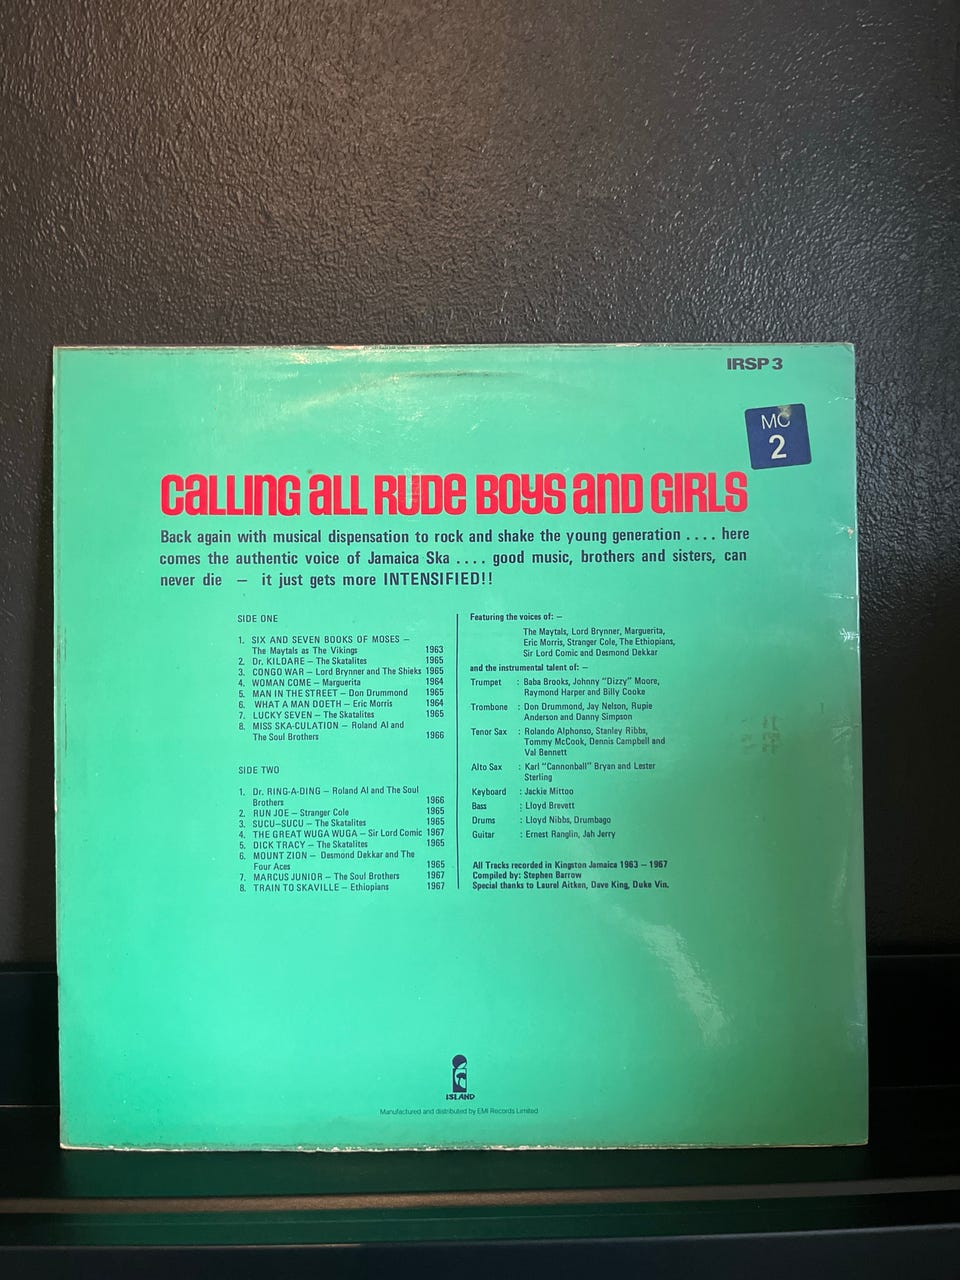 IRSP 3
MC
2
CALLING ALL RUDE BOYS AND GIRLS
Back again with musical dispensation to rock and shake the young generation .... here
comes the authentic voice of Jamaica Ska .... good music, brothers and sisters, can
never die – it just gets more INTENSIFIED!!
SIDE ONE
1. SIX AND SEVEN BOOKS OF MOSES –
The Maytals as The Vikings 1963
2. Dr. KILDARE – The Skatalites 1965
3. CONGO WAR – Lord Brynner and The Shieks 1965
4. WOMAN COME – Marguerita 1964
5. MAN IN THE STREET – Don Drummond 1965
6. WHAT A MAN DOETH – Eric Morris 1964
7. LUCKY SEVEN – The Skatalites 1965
8. MISS SKA-CULATION – Roland Al and
The Soul Brothers 1966
SIDE TWO
1. Dr. RING-A-DING – Roland Al and The Soul
Brothers 1966
2. RUN JOE – Stranger Cole 1965
3. SUCU–SUCU – The Skatalites 1965
4. THE GREAT WUGA WUGA – Sir Lord Comic 1967
5. DICK TRACY – The Skatalites 1965
6. MOUNT ZION – Desmond Dekkar and The
Four Aces 1965
7. MARCUS JUNIOR – The Soul Brothers 1967
8. TRAIN TO SKAVILLE – Ethiopians 1967
Featuring the voices of: –
The Maytals, Lord Brynner, Marguerita,
Eric Morris, Stranger Cole, The Ethiopians,
Sir Lord Comic and Desmond Dekkar
and the instrumental talent of: –
Trumpet : Baba Brooks, Johnny "Dizzy" Moore,
Raymond Harper and Billy Cooke
Trombone : Don Drummond, Jay Nelson, Rupie
Anderson and Danny Simpson
Tenor Sax : Rolando Alphonso, Stanley Ribbs,
Tommy McCook, Dennis Campbell and
Val Bennett
Alto Sax : Karl "Cannonball" Bryan and Lester
Sterling
Keyboard : Jackie Mittoo
Bass : Lloyd Brevett
Drums : Lloyd Nibbs, Drumbago
Guitar : Ernest Ranglin, Jah Jerry
All Tracks recorded in Kingston Jamaica 1963 – 1967
Compiled by: Stephen Barrow
Special thanks to Laurel Aitken, Dave King, Duke Vin.
ISLAND
Manufactured and distributed by EMI Records Limited